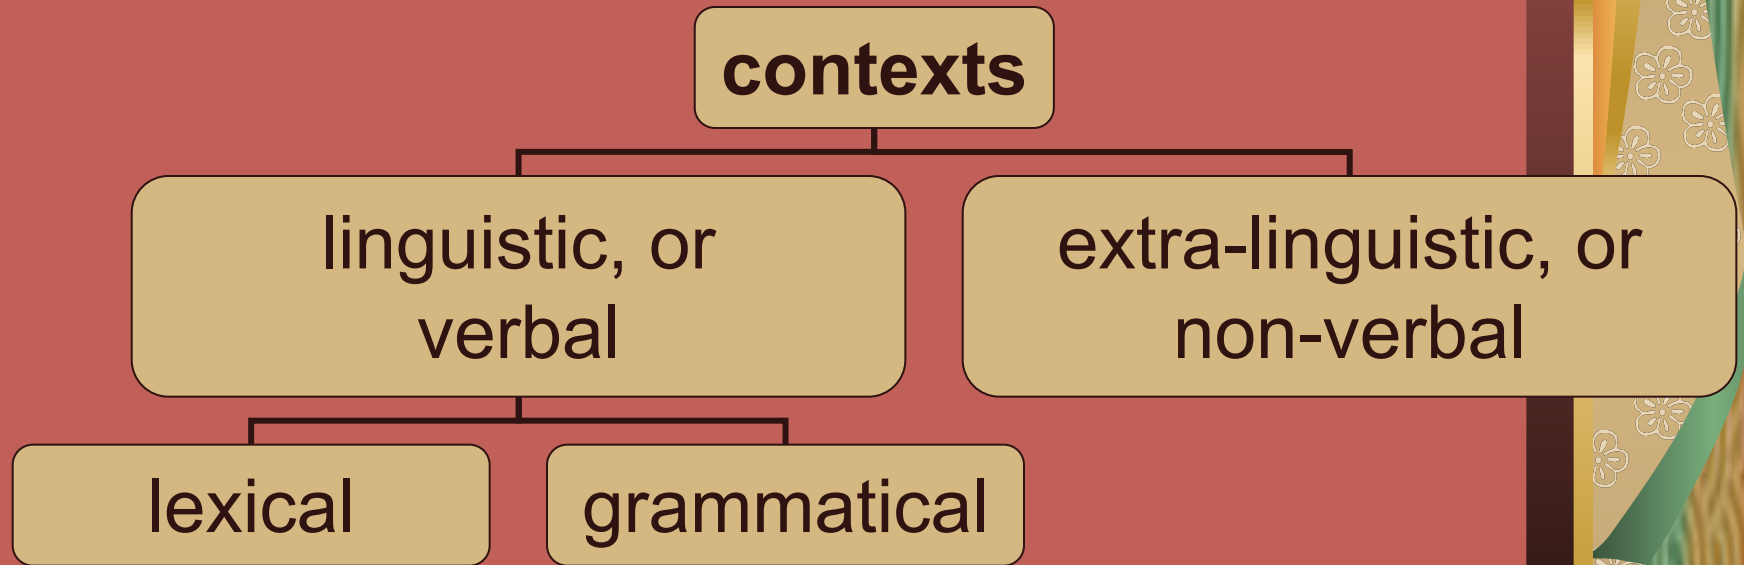 contexts
linguistic, or
verbal
extra-linguistic, or
non-verbal
lexical
grammatical